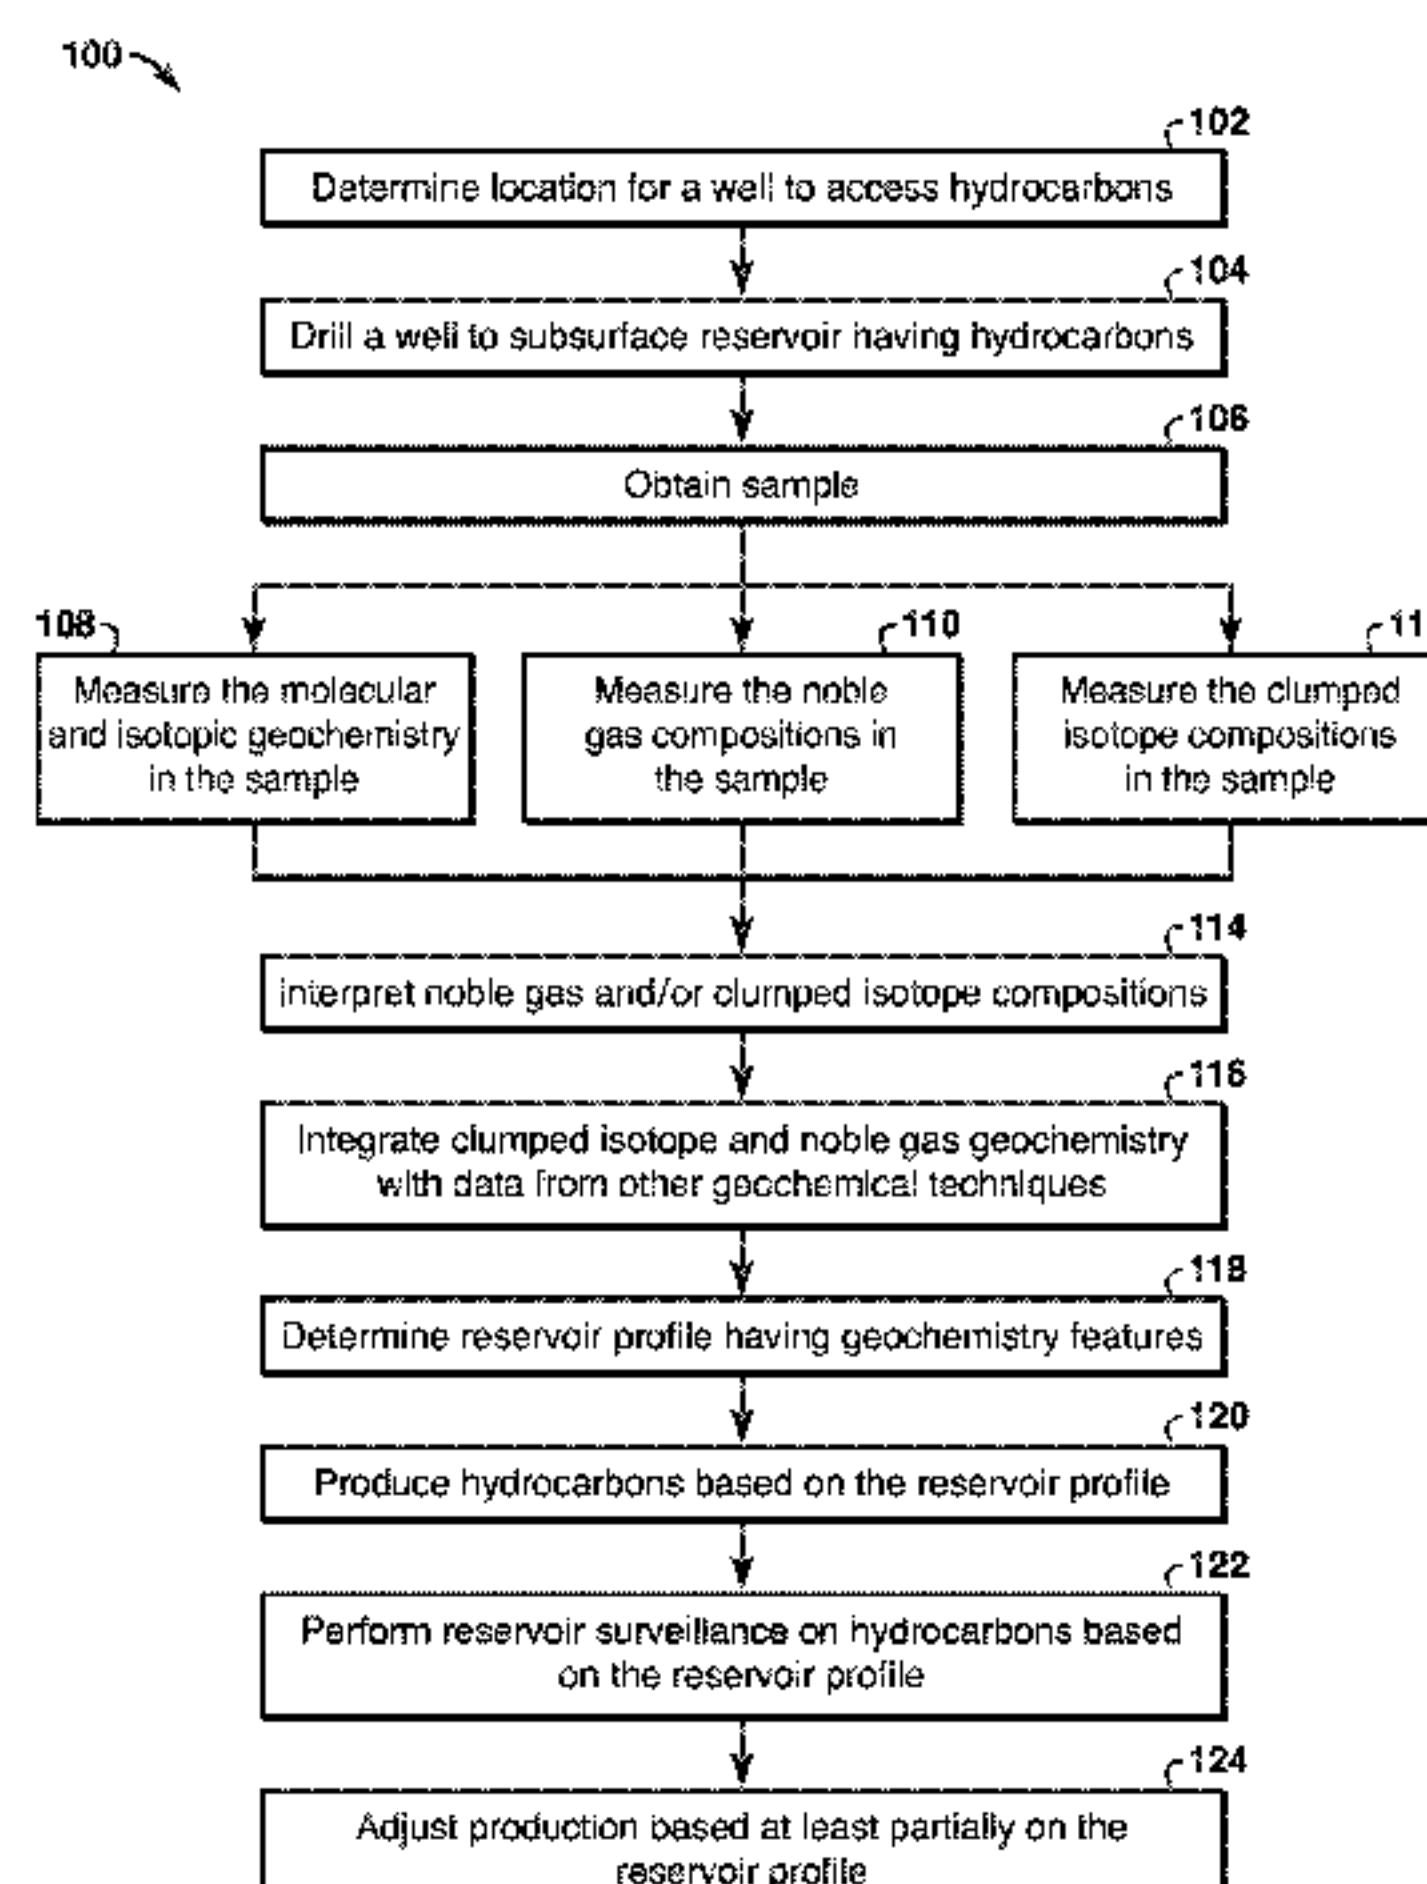 100
102
Determine location for a well to access hydrocarbons
104
Drill a well to subsurface reservoir having hydrocarbons
106
Obtain sample
108
110
11
Measure the molecular
and isotopic geochemistry
in the sample
Measure the noble
gas compositions in
the sample
Measure the clumped
isotope compositions
in the sample
114
interpret noble gas and/or clumped isotope compositions
116
Integrate clumped isotope and noble gas geochemistry
with data from other geochemical techniques
118
Determine reservoir profile having geochemistry features
120
Produce hydrocarbons based on the reservoir profile
122
Perform reservoir surveillance on hydrocarbons based
on the reservoir profile
124
Adjust production based at least partially on the
reservoir profile